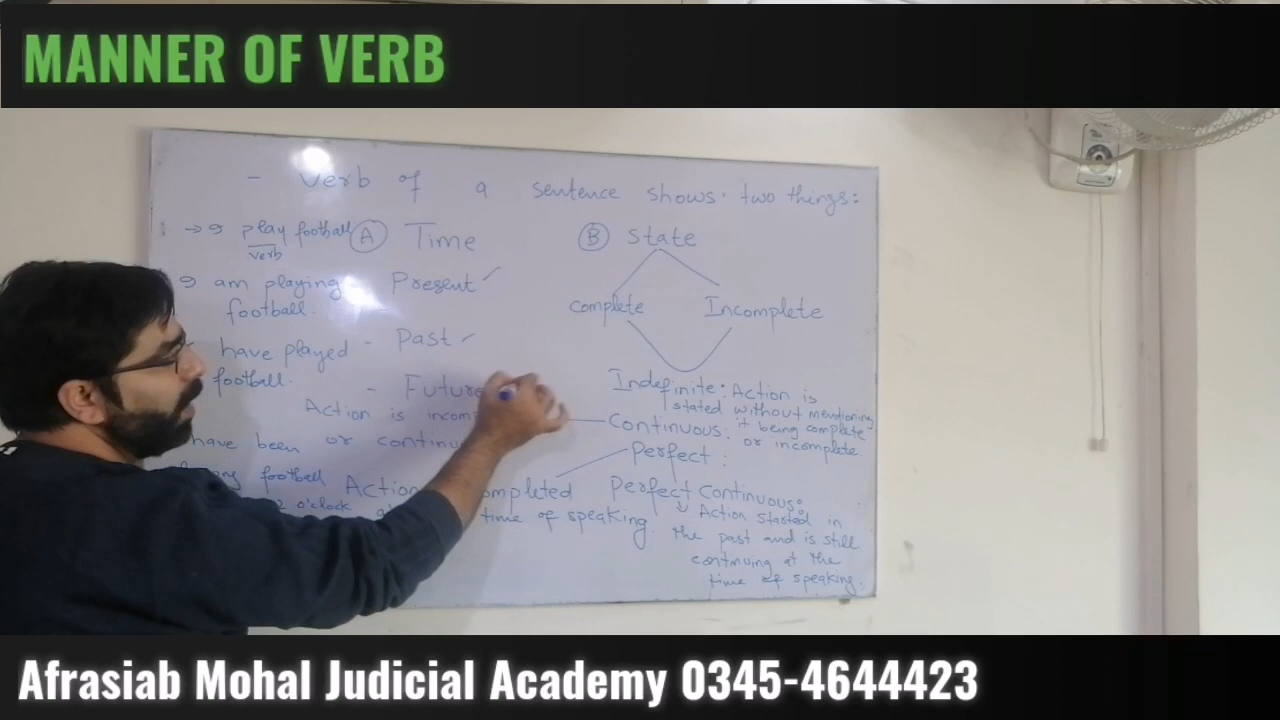 MANNER OF VERB
- Verb of a sentence shows two things:
→ I play football
verb
(A) Time
(B) State
I am playing
football.
- Present ✓
- Past ✓
- Future
Complete Incomplete
have played
football.
Indefinite: Action is
stated without mentioning
it being complete
or incomplete.
Continuous:
Action is
or
have been
football
o'clock
Perfect :
Action completed
time of speaking.
Perfect Continuous:
↓ Action started in
the past and is still
continuing at the
time of speaking.
Afrasiab Mohal Judicial Academy 0345-4644423